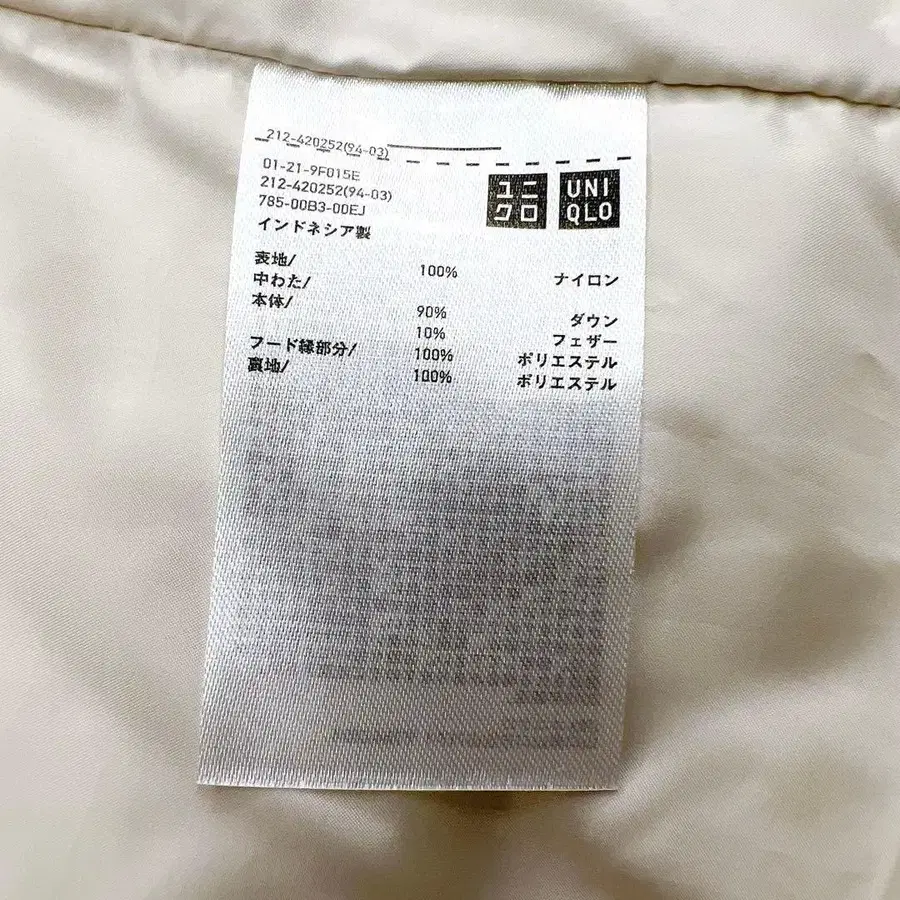 212-420252(94-03)
01-21-9F015E
212-420252(94-03)
785-00B3-00EJ
インドネシア製
ユニ
クロ
UNI
QLO
表地/ 100% ナイロン
中わた/
本体/ 90% ダウン
10% フェザー
フード縁部分/ 100% ポリエステル
裏地/ 100% ポリエステル